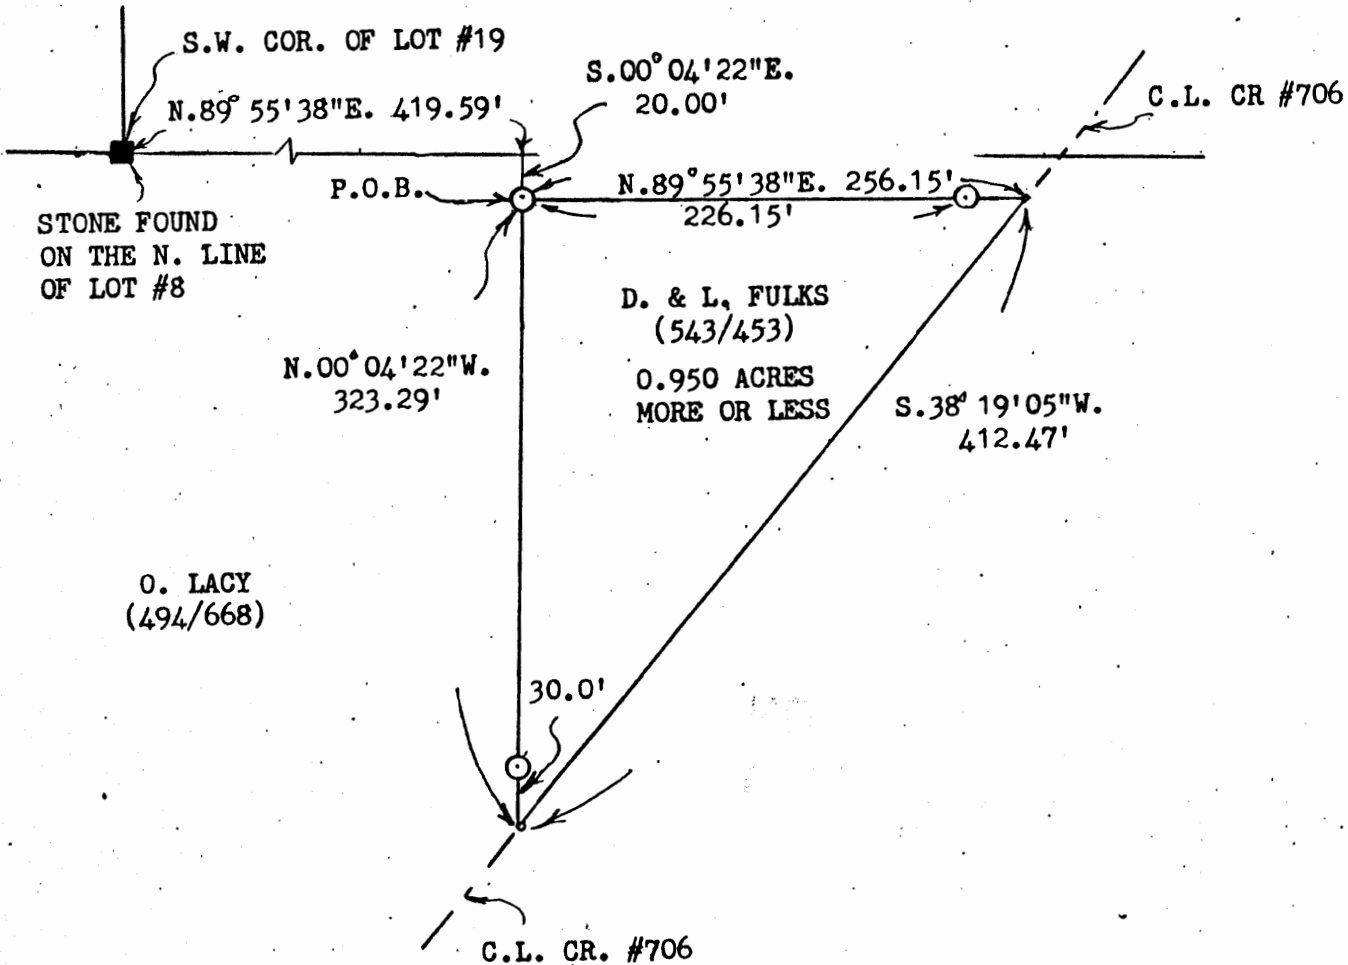 S.W. COR. OF LOT #19
S.00°04'22"E.
20.00'
C.L. CR #706
N.89°55'38"E. 419.59'
P.O.B.
N.89°55'38"E. 256.15'
226.15'
STONE FOUND
ON THE N. LINE
OF LOT #8
D. & L. FULKS
(543/453)
0.950 ACRES
MORE OR LESS
N.00°04'22"W.
323.29'
S.38°19'05"W.
412.47'
O. LACY
(494/668)
30.0'
C.L. CR. #706